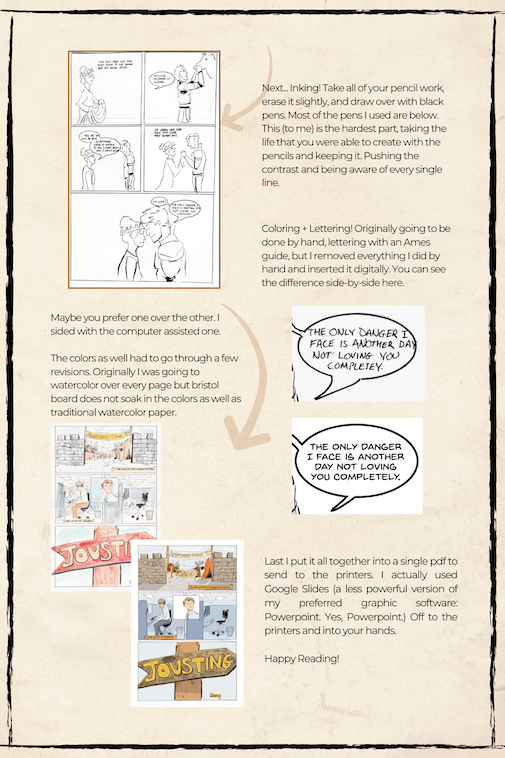 Next... Inking! Take all of your pencil work,
erase it slightly, and draw over with black
pens. Most of the pens I used are below.
This (to me) is the hardest part, taking the
life that you were able to create with the
pencils and keeping it. Pushing the
contrast and being aware of every single
line.
Coloring + Lettering! Originally going to be
done by hand, lettering with an Ames
guide, but I removed everything I did by
hand and inserted it digitally. You can see
the difference side-by-side here.
Maybe you prefer one over the other. I
sided with the computer assisted one.
The colors as well had to go through a few
revisions. Originally I was going to
watercolor over every page but bristol
board does not soak in the colors as well as
traditional watercolor paper.
THE ONLY DANGER I
FACE IS ANOTHER DAY
NOT LOVING YOU
COMPLETEY.
THE ONLY DANGER
I FACE IS ANOTHER
DAY NOT LOVING
YOU COMPLETELY.
JOUSTIN
JOUSTING
Last I put it all together into a single pdf to
send to the printers. I actually used
Google Slides (a less powerful version of
my preferred graphic software:
Powerpoint. Yes, Powerpoint.) Off to the
printers and into your hands.
Happy Reading!